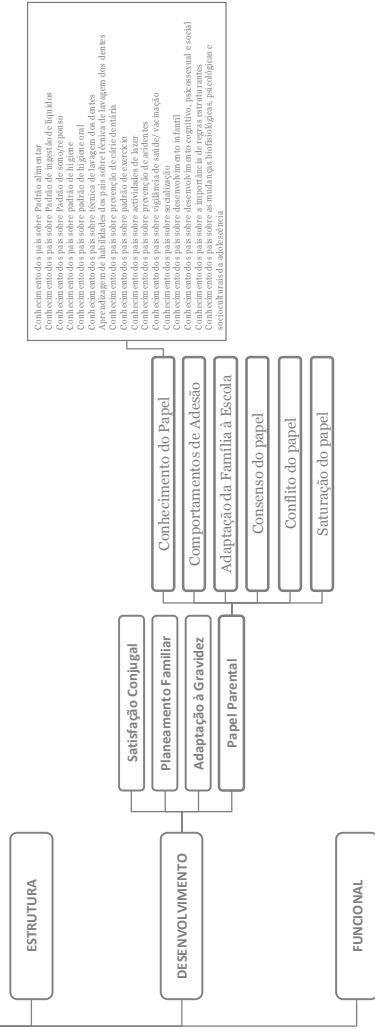 ESTRUTURA
DESENVOLVIMENTO
FUNCIONAL
Satisfação Conjugal
Planeamento Familiar
Adaptação à Gravidez
Papel Parental
Conhecimento do Papel
Comportamentos de Adesão
Adaptação da Família à Escola
Consenso do papel
Conflito do papel
Saturação do papel
Conhecimento dos pais sobre Padrão alimentar
Conhecimento dos pais sobre Padrão de ingestão de líquidos
Conhecimento dos pais sobre Padrão de sono/repouso
Conhecimento dos pais sobre padrão de higiene
Conhecimento dos pais sobre padrão de higiene oral
Conhecimento dos pais sobre técnica de lavagem dos dentes
Aprendizagem de habilidades dos pais sobre técnica de lavagem dos dentes
Conhecimento dos pais sobre prevenção de cárie dentária
Conhecimento dos pais sobre padrão de exercício
Conhecimento dos pais sobre actividades de lazer
Conhecimento dos pais sobre prevenção de acidentes
Conhecimento dos pais sobre vigilância de saúde/ vacinação
Conhecimento dos pais sobre socialização
Conhecimento dos pais sobre desenvolvimento infantil
Conhecimento dos pais sobre desenvolvimento cognitivo, psicossexual e social
Conhecimento dos pais sobre a importância de regras estruturantes
Conhecimento dos pais sobre as mudanças biofisiológicas, psicológicas e
socioculturais da adolescência